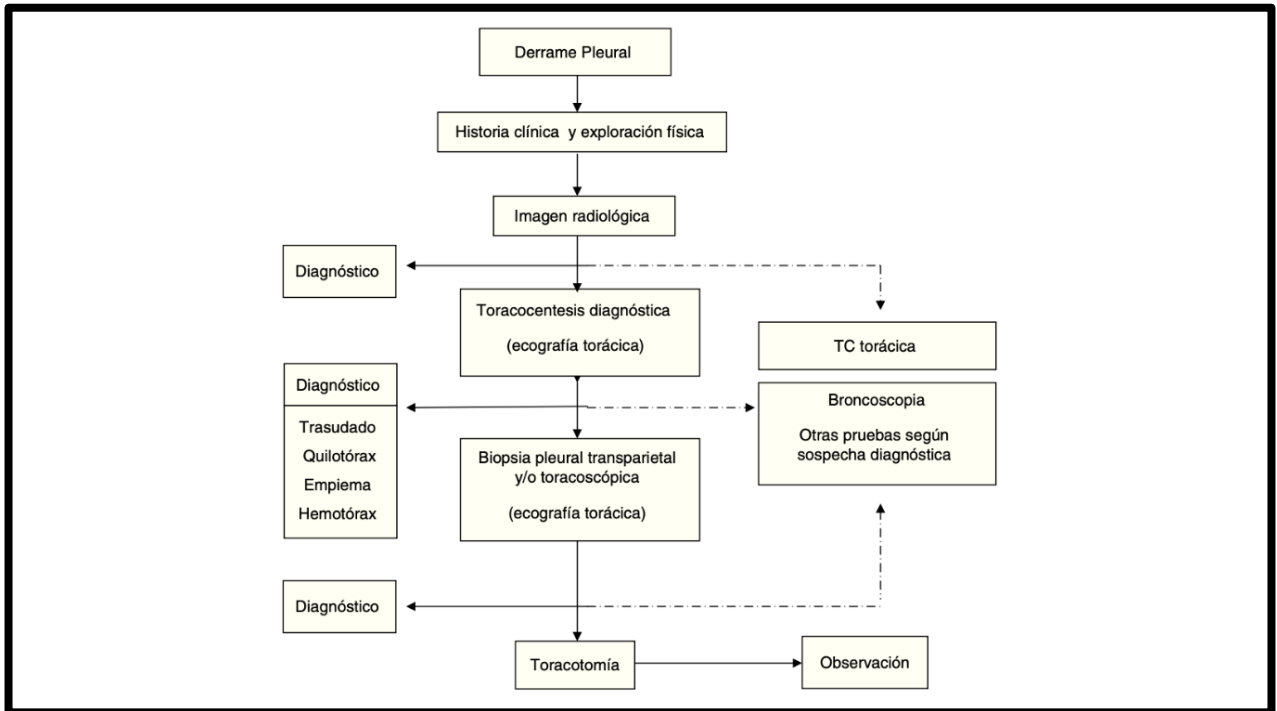 Derrame Pleural
Historia clínica y exploración física
Imagen radiológica
Diagnóstico
Toracocentesis diagnóstica
(ecografía torácica)
TC torácica
Diagnóstico
Trasudado
Quilotórax
Empiema
Hemotórax
Broncoscopia
Otras pruebas según
sospecha diagnóstica
Biopsia pleural transparietal
y/o toracoscópica
(ecografía torácica)
Diagnóstico
Toracotomía
Observación